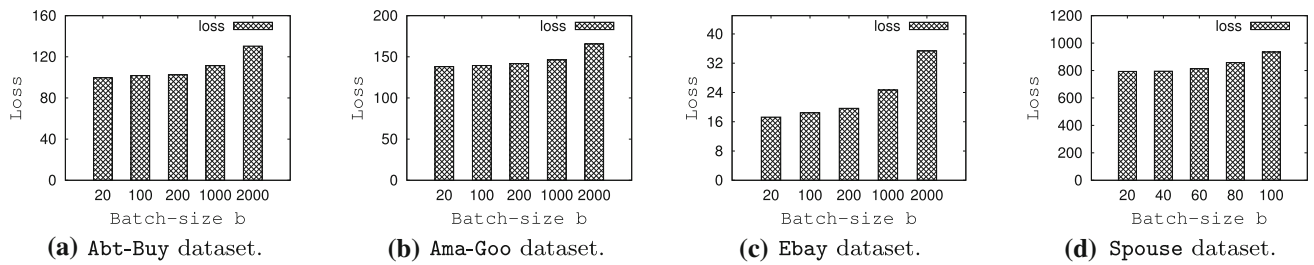 160
120
80
40
0
Loss
loss
20 100 200 1000 2000
Batch-size b
(a) Abt-Buy dataset.
200
150
100
50
0
Loss
loss
20 100 200 1000 2000
Batch-size b
(b) Ama-Goo dataset.
40
32
24
16
8
0
Loss
loss
20 100 200 1000 2000
Batch-size b
(c) Ebay dataset.
1200
1000
800
600
400
200
0
Loss
loss
20 40 60 80 100
Batch-size b
(d) Spouse dataset.